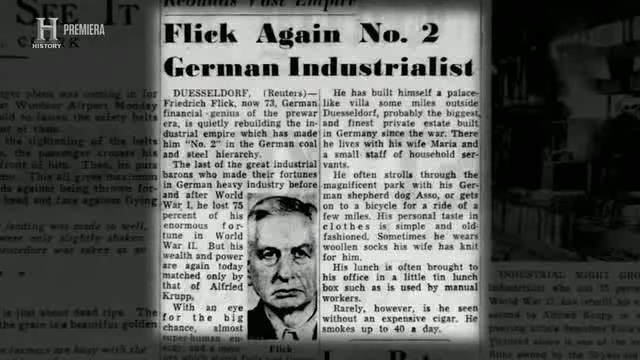 SEE IT
H PREMIERA
HISTORY
Flick Again No. 2
German Industrialist
DUESSELDORF, (Reuters)—
Friedrich Flick, now 73, German
financial genius of the prewar
era, is quietly rebuilding the in-
dustrial empire which has made
him "No. 2" in the German coal
and steel hierarchy.
The last of the great industrial
barons who made their fortunes
in German heavy industry before
and after World
War I, he lost 75
percent of his
enormous for-
tune in World
War II. But his
wealth and power
are again today
matched only by
that of Alfried
Krupp.
With an eye
for the big
chance, almost
super-human en-
ergy, and a mem-
Flick
He has built himself a palace-
like villa some miles outside
Duesseldorf, probably the biggest
and finest private estate built
in Germany since the war. There
he lives with his wife Maria and
a small staff of household ser-
vants.
He often strolls through the
magnificent park with his Ger-
man shepherd dog Asso, or gets
on to a bicycle for a ride of a
few miles. His personal taste in
clothes is simple and old-
fashioned. Sometimes he wears
woollen socks his wife has knit
for him.
His lunch is often brought to
his office in a little tin lunch
box such as is used by manual
workers.
Rarely, however, is he seen
without an expensive cigar. He
smokes up to 40 a day.
INDUSTRIAL MIGHT